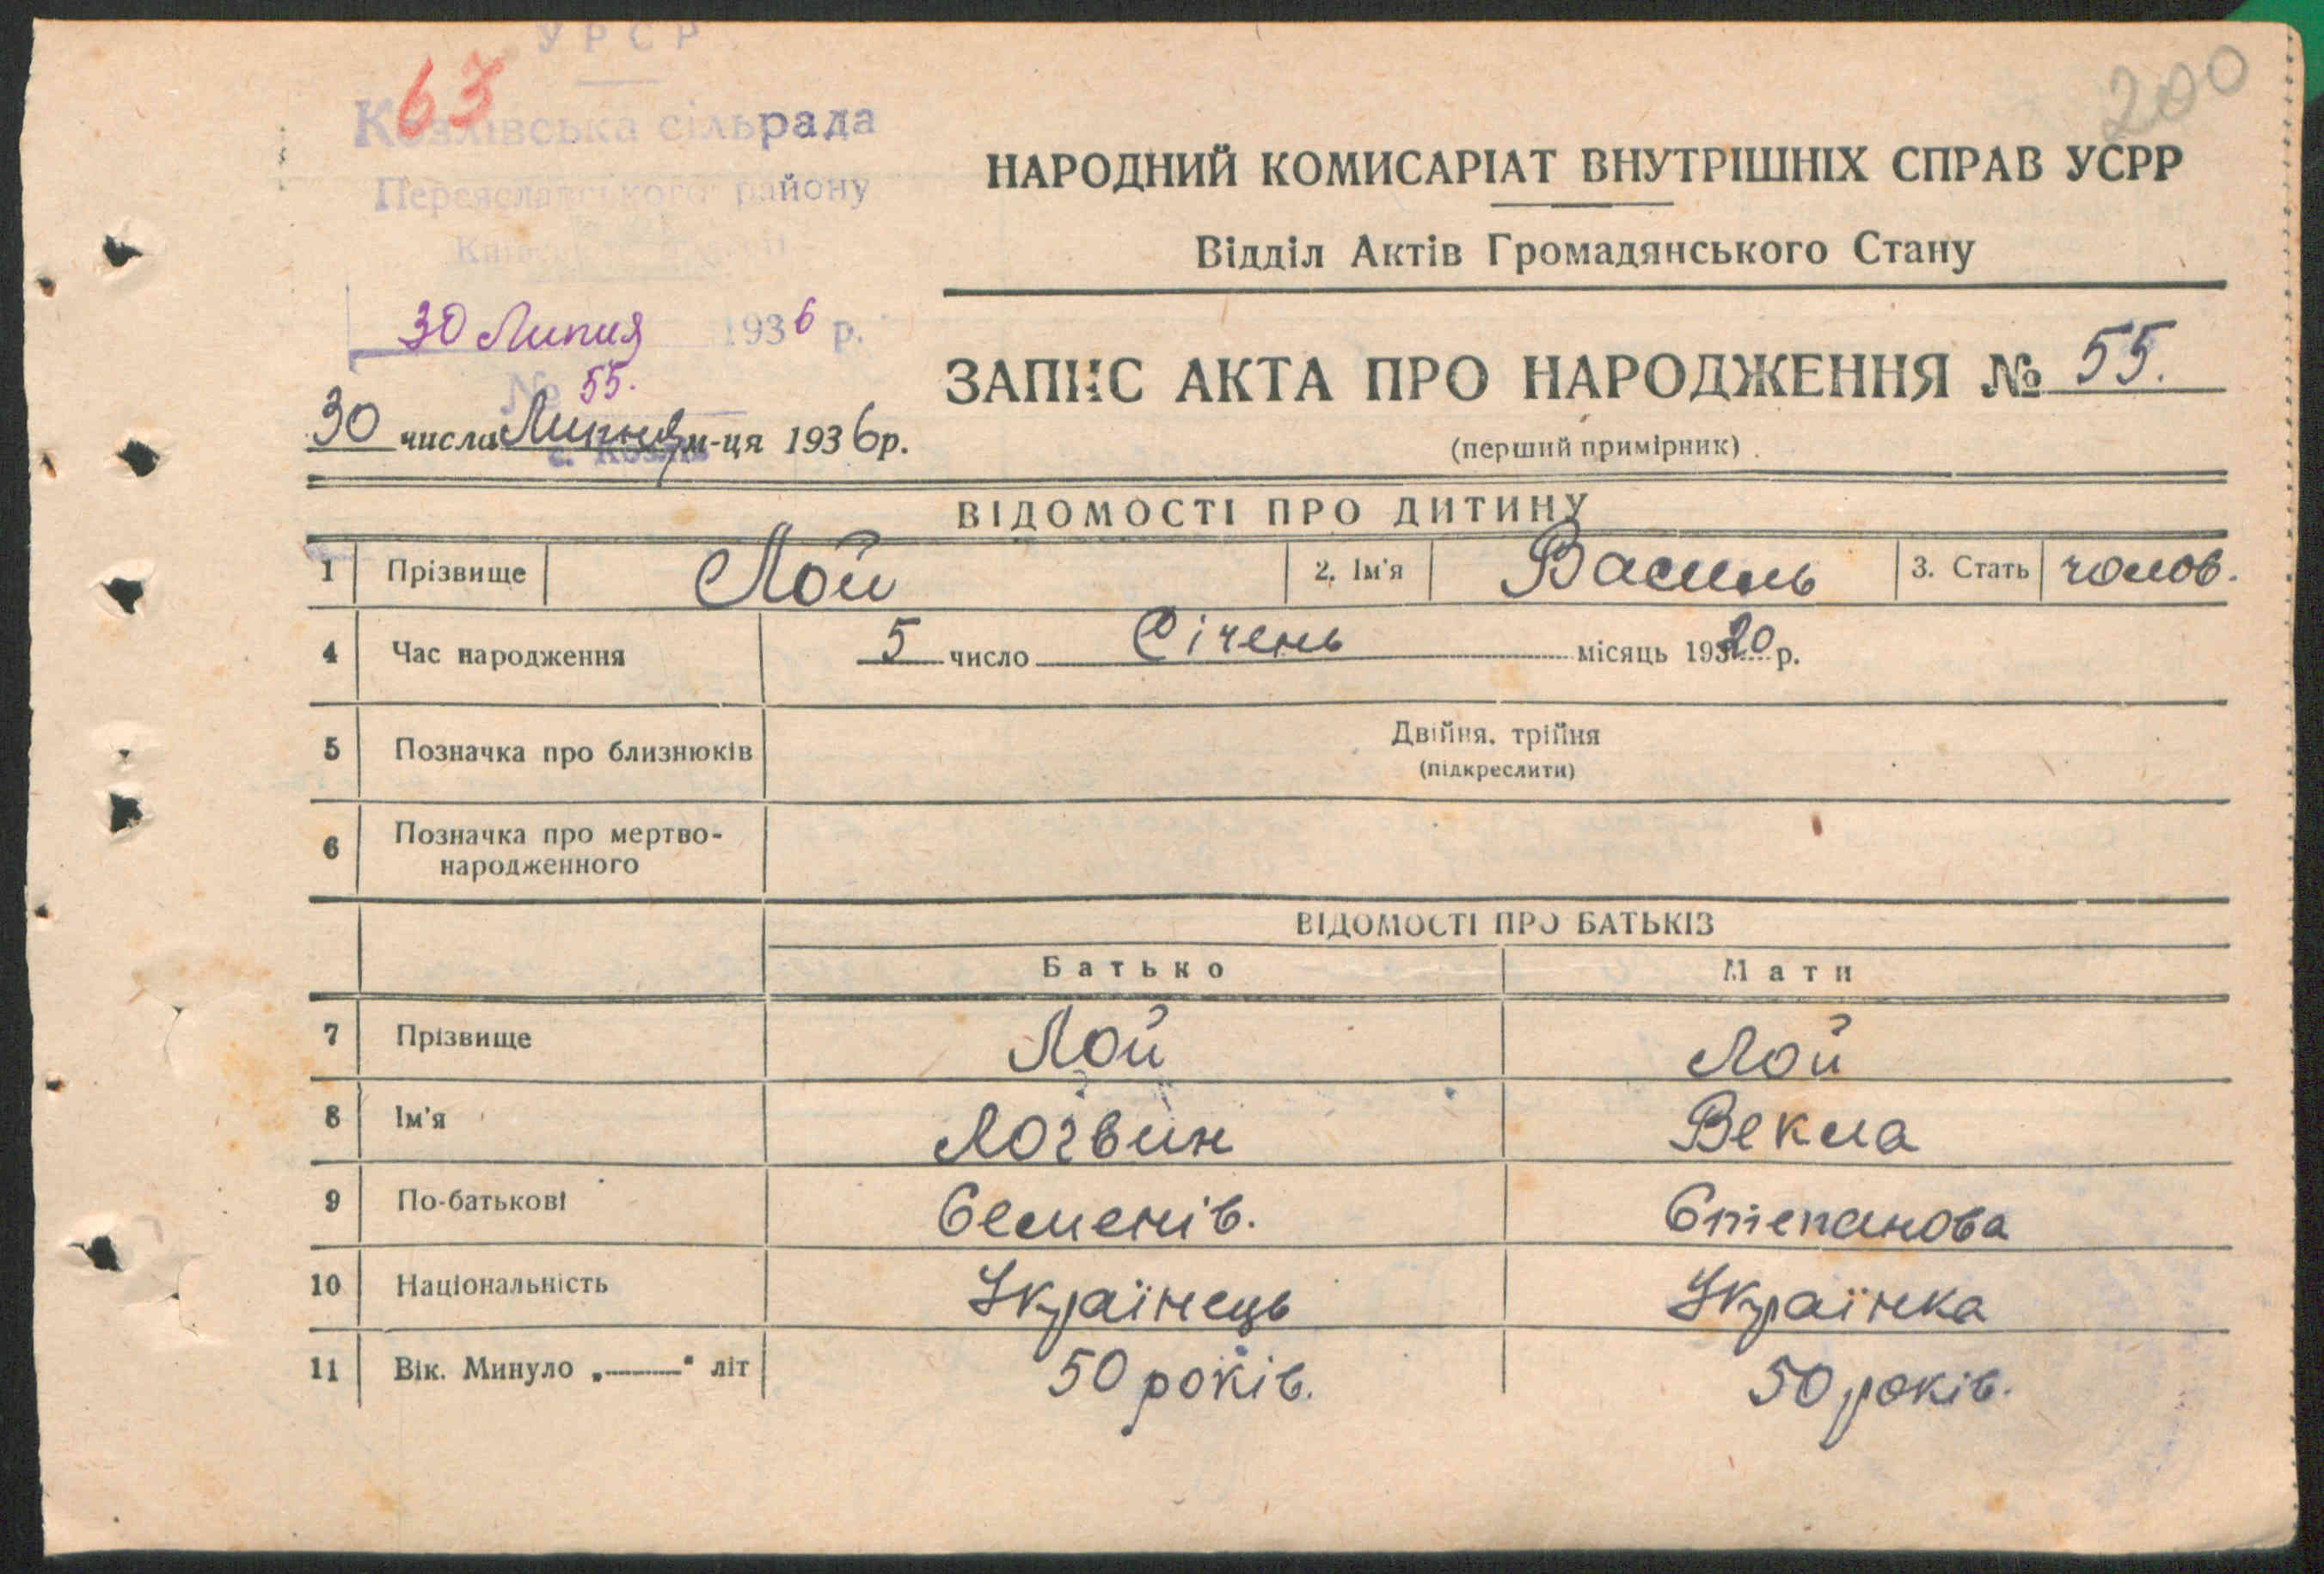 УРСР
63
200
Козлівська сільрада
Переяславського району
НАРОДНИЙ КОМИСАРІАТ ВНУТРІШНІХ СПРАВ УСРР
Відділ Актів Громадянського Стану
30 Липня 1936 р.
№ 55.
ЗАПИС АКТА ПРО НАРОДЖЕННЯ № 55.
30 числа Липня м-ця 1936 р.
(перший примірник)
ВІДОМОСТІ ПРО ДИТИНУ
1 Прізвище Лой 2. Ім'я Василь 3. Стать чолов.
4 Час народження 5 число Січень місяць 1920 р.
5 Позначка про близнюків Двійня, трійня
(підкреслити)
6 Позначка про мертво-
народженного
ВІДОМОСТІ ПРО БАТЬКІВ
Батько Мати
7 Прізвище Лой Лой
8 Ім'я Логвин Векла
9 По-батькові Семенів. Степанова
10 Національність Українець Українка
11 Вік. Минуло „——" літ 50 років. 50 років.